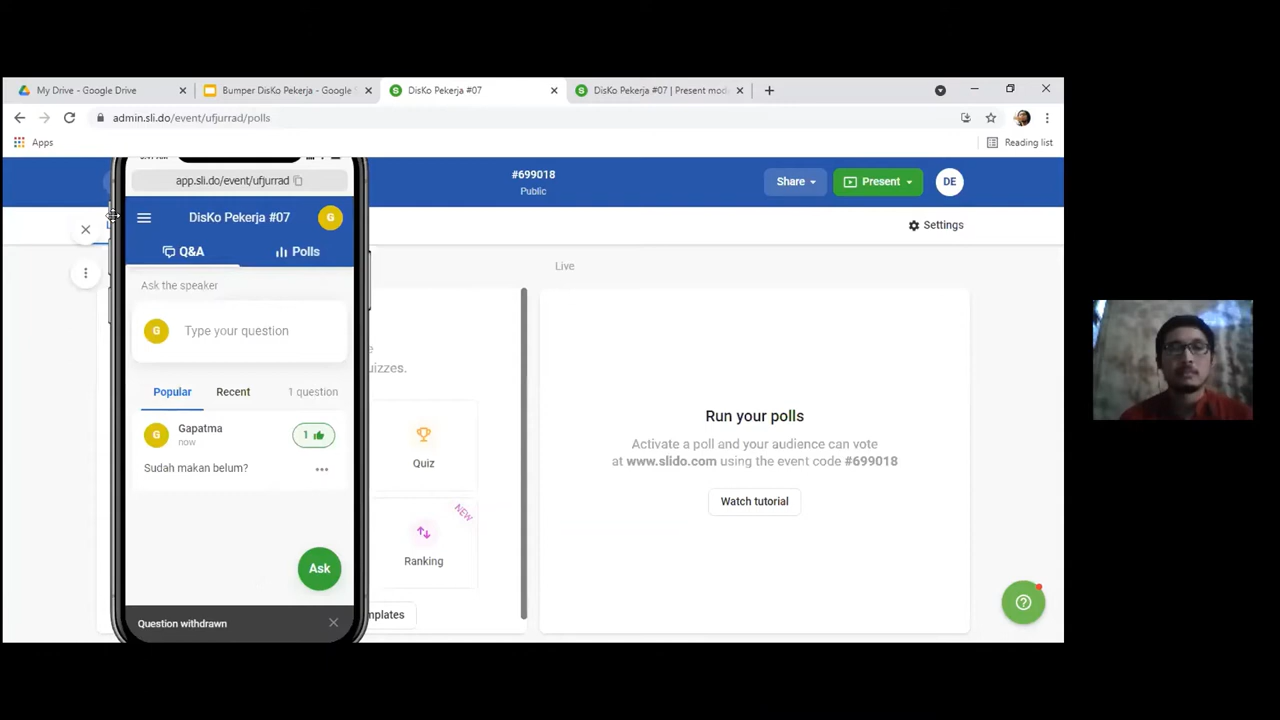 My Drive - Google Drive
Bumper DisKo Pekerja - Google
DisKo Pekerja #07
DisKo Pekerja #07 | Present mod
admin.sli.do/event/ufjurrad/polls
Apps
Reading list
app.sli.do/event/ufjurrad
#699018
Public
Share
Present
DE
DisKo Pekerja #07
G
Settings
Q&A
Polls
Live
Ask the speaker
G
Type your question
quizzes.
Popular
Recent
1 question
G
Gapatma
now
1
Sudah makan belum?
Quiz
NEW
Ranking
Ask
Run your polls
Activate a poll and your audience can vote
at www.slido.com using the event code #699018
Watch tutorial
mplates
Question withdrawn